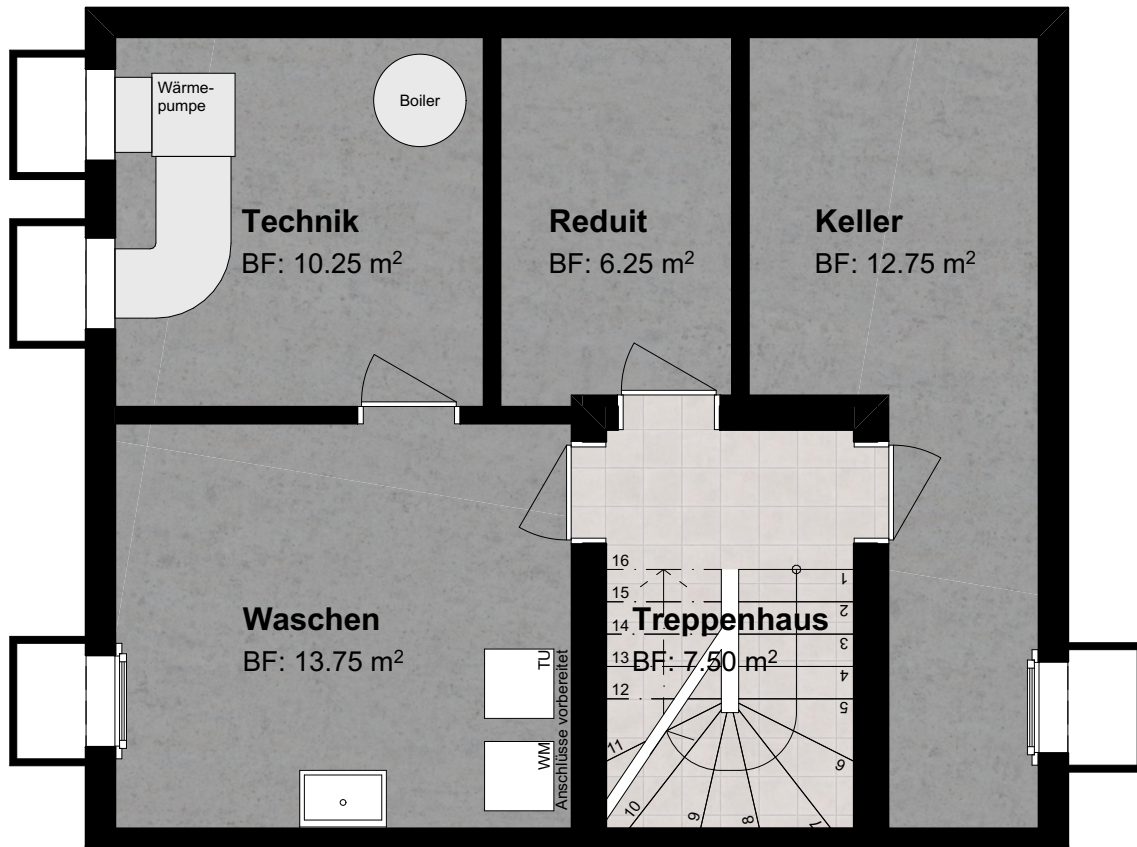 Wärme-
pumpe
Boiler
Technik
BF: 10.25 m²
Reduit
BF: 6.25 m²
Keller
BF: 12.75 m²
Waschen
BF: 13.75 m²
TU
WM
Anschlüsse vorbereitet
Treppenhaus
BF: 7.50 m²
16
15
14
13
12
11
10
9
8
7
6
5
4
3
2
1